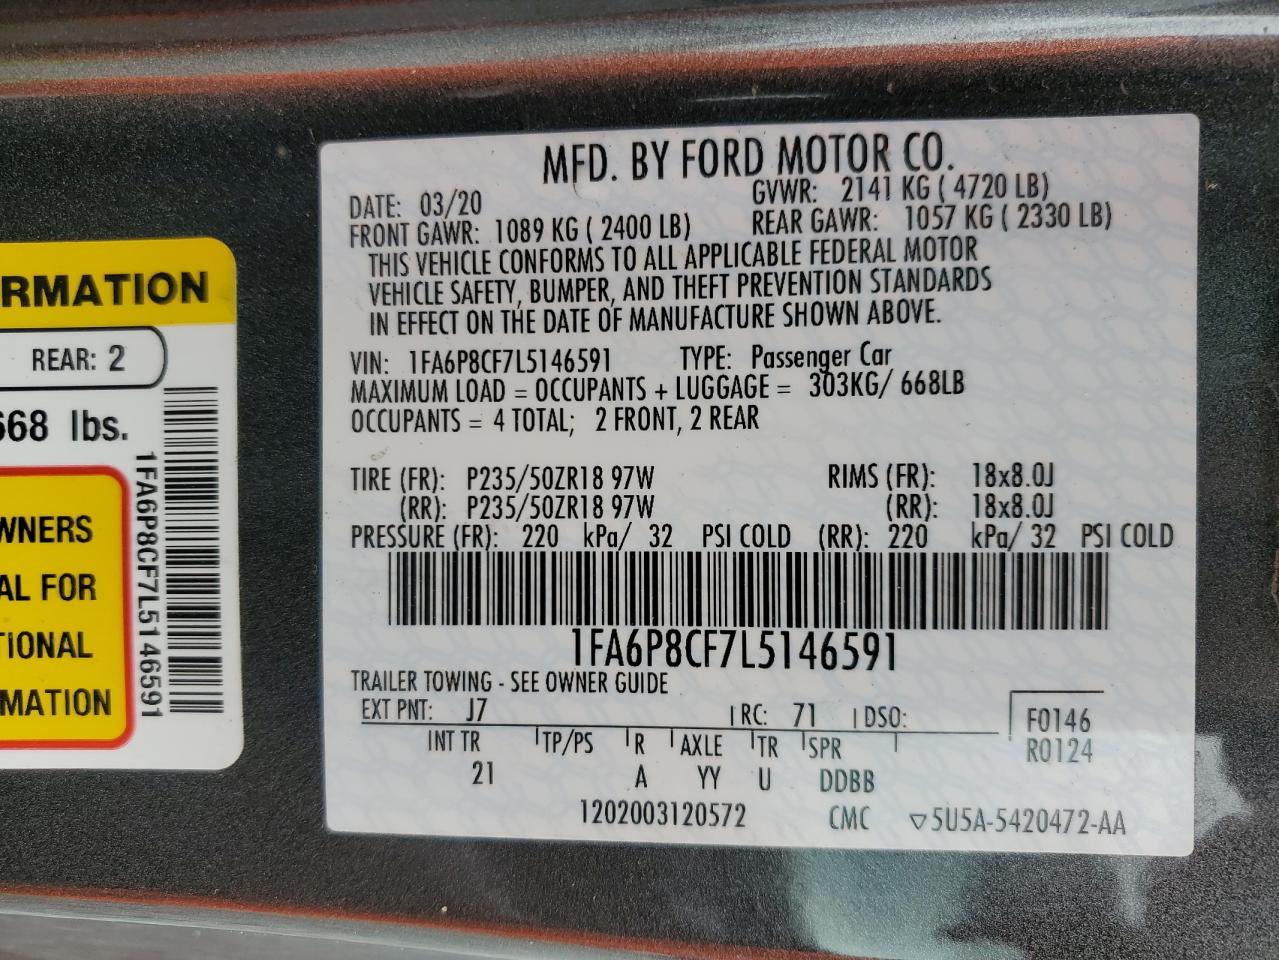 RMATION
REAR: 2
668 lbs.
1FA6P8CF7L5146591
WNERS
AL FOR
TIONAL
MATION
MFD. BY FORD MOTOR CO.
DATE: 03/20 GVWR: 2141 KG ( 4720 LB)
FRONT GAWR: 1089 KG ( 2400 LB) REAR GAWR: 1057 KG ( 2330 LB)
THIS VEHICLE CONFORMS TO ALL APPLICABLE FEDERAL MOTOR
VEHICLE SAFETY, BUMPER, AND THEFT PREVENTION STANDARDS
IN EFFECT ON THE DATE OF MANUFACTURE SHOWN ABOVE.
VIN: 1FA6P8CF7L5146591 TYPE: Passenger Car
MAXIMUM LOAD = OCCUPANTS + LUGGAGE = 303KG/ 668LB
OCCUPANTS = 4 TOTAL; 2 FRONT, 2 REAR
TIRE (FR): P235/50ZR18 97W RIMS (FR): 18x8.0J
(RR): P235/50ZR18 97W (RR): 18x8.0J
PRESSURE (FR): 220 kPa/ 32 PSI COLD (RR): 220 kPa/ 32 PSI COLD
1FA6P8CF7L5146591
TRAILER TOWING - SEE OWNER GUIDE
EXT PNT: J7 RC: 71 DSO: F0146
INT TR TP/PS R AXLE TR SPR R0124
21 A YY U DDBB
1202003120572 CMC ▽5U5A-5420472-AA